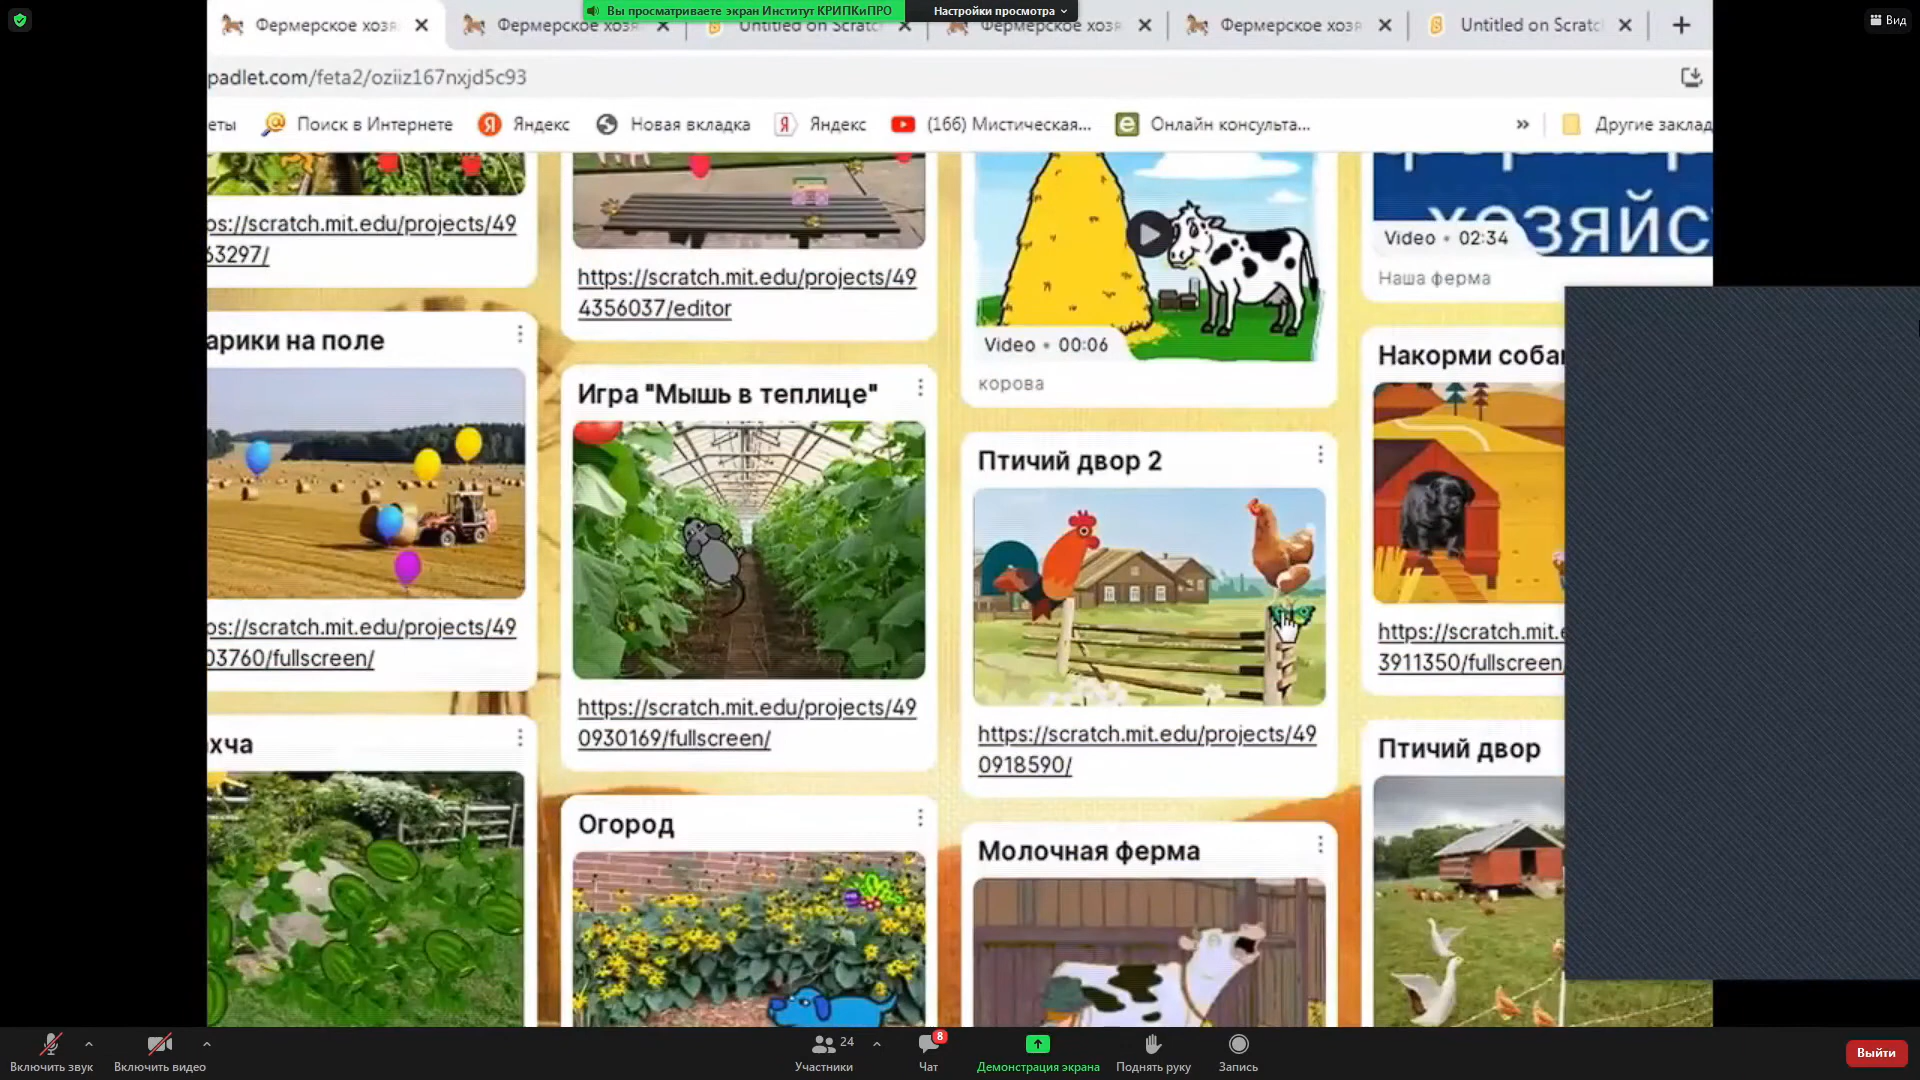 Вы просматриваете экран Институт КРИПКиПРО
Настройки просмотра
Вид
Фермерское хозя
Фермерское хозя
Untitled on Scratc
Фермерское хозя
Фермерское хозя
Untitled on Scratc
padlet.com/feta2/oziiz167nxjd5c93
еты
Поиск в Интернете
Яндекс
Новая вкладка
Яндекс
(166) Мистическая...
Онлайн консульта...
»
Другие заклад
ps://scratch.mit.edu/projects/49
53297/
арики на поле
ps://scratch.mit.edu/projects/49
03760/fullscreen/
хча
https://scratch.mit.edu/projects/49
4356037/editor
Игра "Мышь в теплице"
https://scratch.mit.edu/projects/49
0930169/fullscreen/
Огород
Video • 00:06
корова
Птичий двор 2
https://scratch.mit.edu/projects/49
0918590/
Молочная ферма
хозяйс
Video • 02:34
Наша ферма
Накорми соба
https://scratch.mit.e
3911350/fullscreen
Птичий двор
Включить звук
Включить видео
24
Участники
8
Чат
Демонстрация экрана
Поднять руку
Запись
Выйти